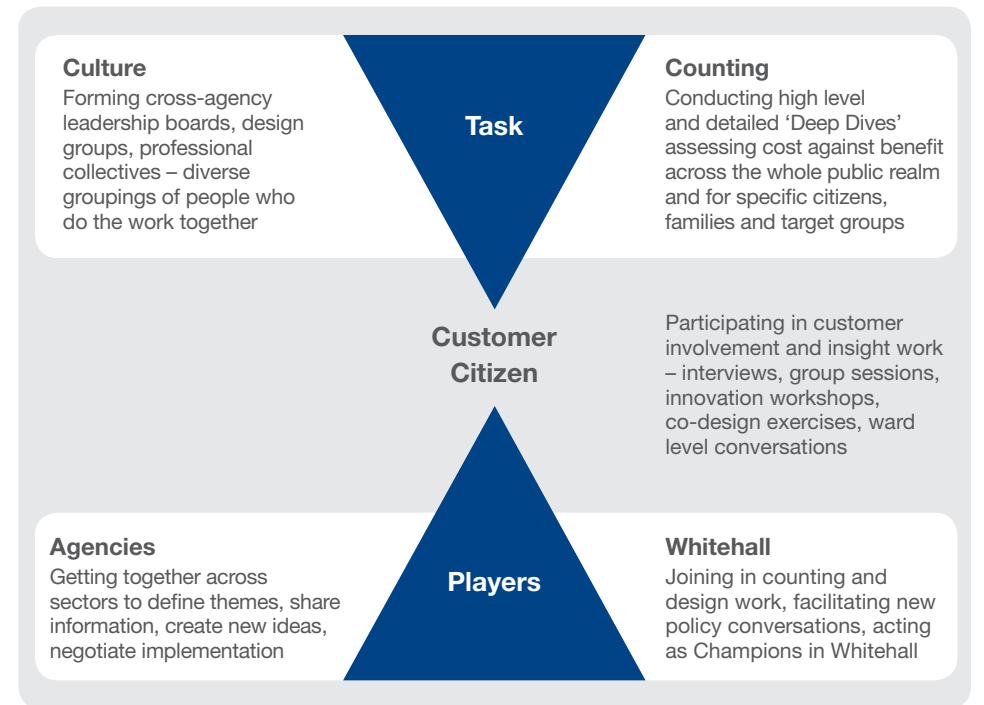 Culture
Forming cross-agency
leadership boards, design
groups, professional
collectives – diverse
groupings of people who
do the work together
Task
Counting
Conducting high level
and detailed ‘Deep Dives’
assessing cost against benefit
across the whole public realm
and for specific citizens,
families and target groups
Customer
Citizen
Participating in customer
involvement and insight work
– interviews, group sessions,
innovation workshops,
co-design exercises, ward
level conversations
Agencies
Getting together across
sectors to define themes, share
information, create new ideas,
negotiate implementation
Players
Whitehall
Joining in counting and
design work, facilitating new
policy conversations, acting
as Champions in Whitehall